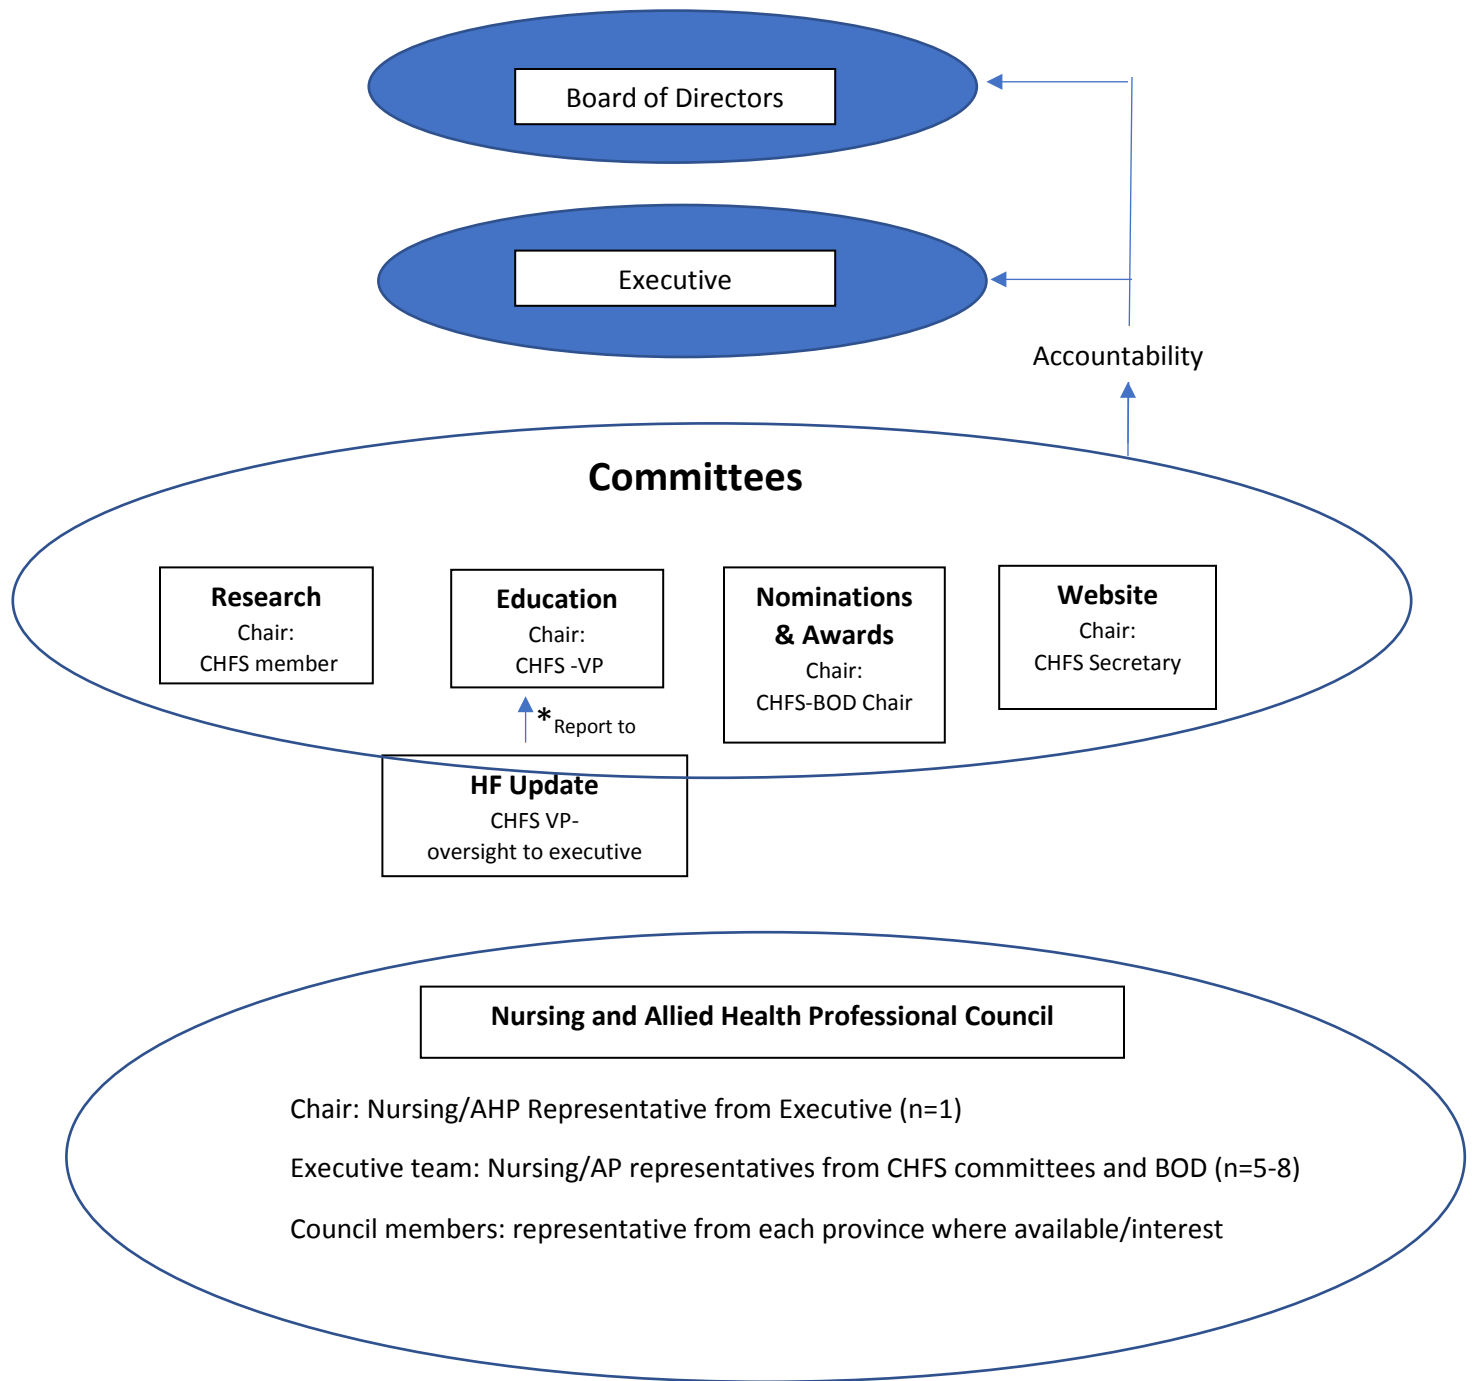 Board of Directors
Executive
Accountability
Committees
Research
Chair:
CHFS member
Education
Chair:
CHFS -VP
Nominations
& Awards
Chair:
CHFS-BOD Chair
Website
Chair:
CHFS Secretary
*Report to
HF Update
CHFS VP-
oversight to executive
Nursing and Allied Health Professional Council
Chair: Nursing/AHP Representative from Executive (n=1)
Executive team: Nursing/AP representatives from CHFS committees and BOD (n=5-8)
Council members: representative from each province where available/interest